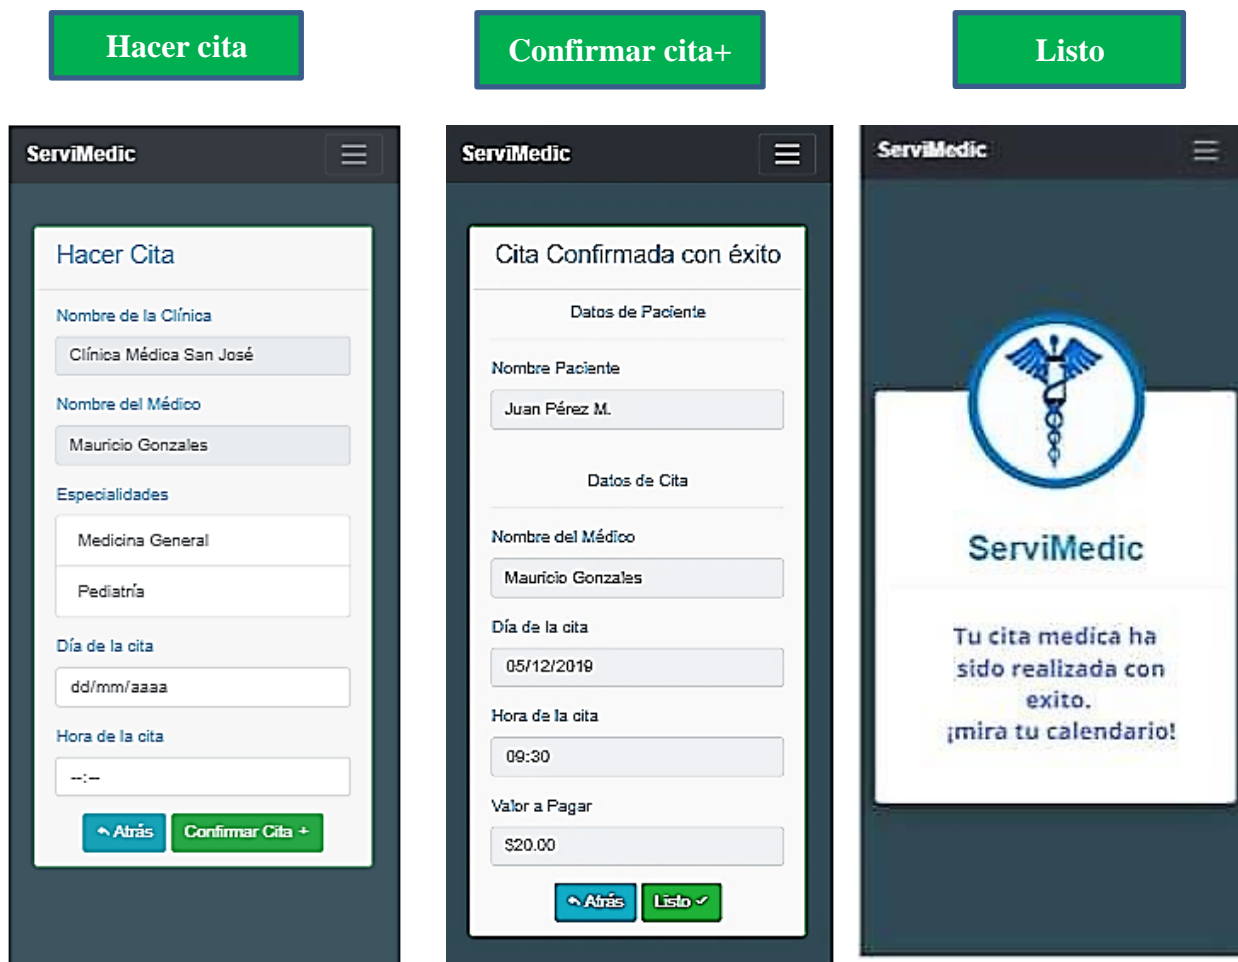 Hacer cita
Confirmar cita+
Listo
ServiMedic
Hacer Cita
Nombre de la Clínica
Clínica Médica San José
Nombre del Médico
Mauricio Gonzales
Especialidades
Medicina General
Pediatría
Día de la cita
dd/mm/aaaa
Hora de la cita
--:--
Atrás
Confirmar Cita +
ServiMedic
Cita Confirmada con éxito
Datos de Paciente
Nombre Paciente
Juan Pérez M.
Datos de Cita
Nombre del Médico
Mauricio Gonzales
Día de la cita
05/12/2019
Hora de la cita
09:30
Valor a Pagar
$20.00
Atrás
Listo ✓
ServiMedic
ServiMedic
Tu cita medica ha
sido realizada con
exito.
¡mira tu calendario!